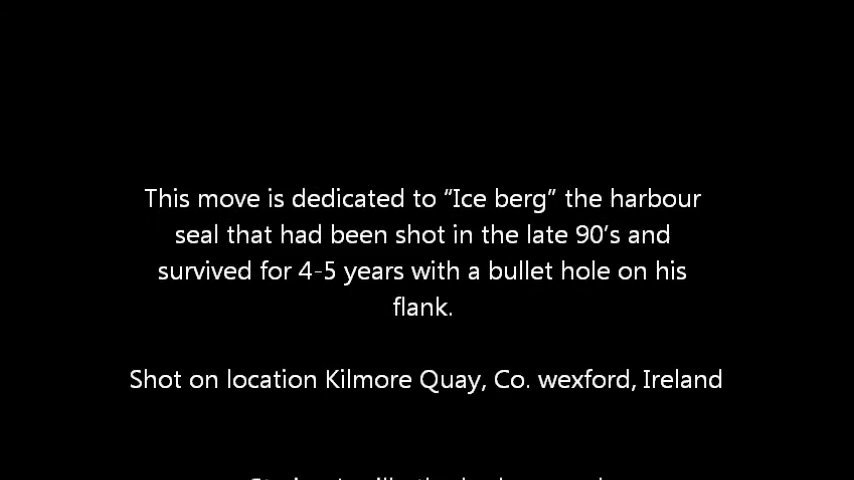 This move is dedicated to “Ice berg” the harbour
seal that had been shot in the late 90’s and
survived for 4-5 years with a bullet hole on his
flank.
Shot on location Kilmore Quay, Co. wexford, Ireland